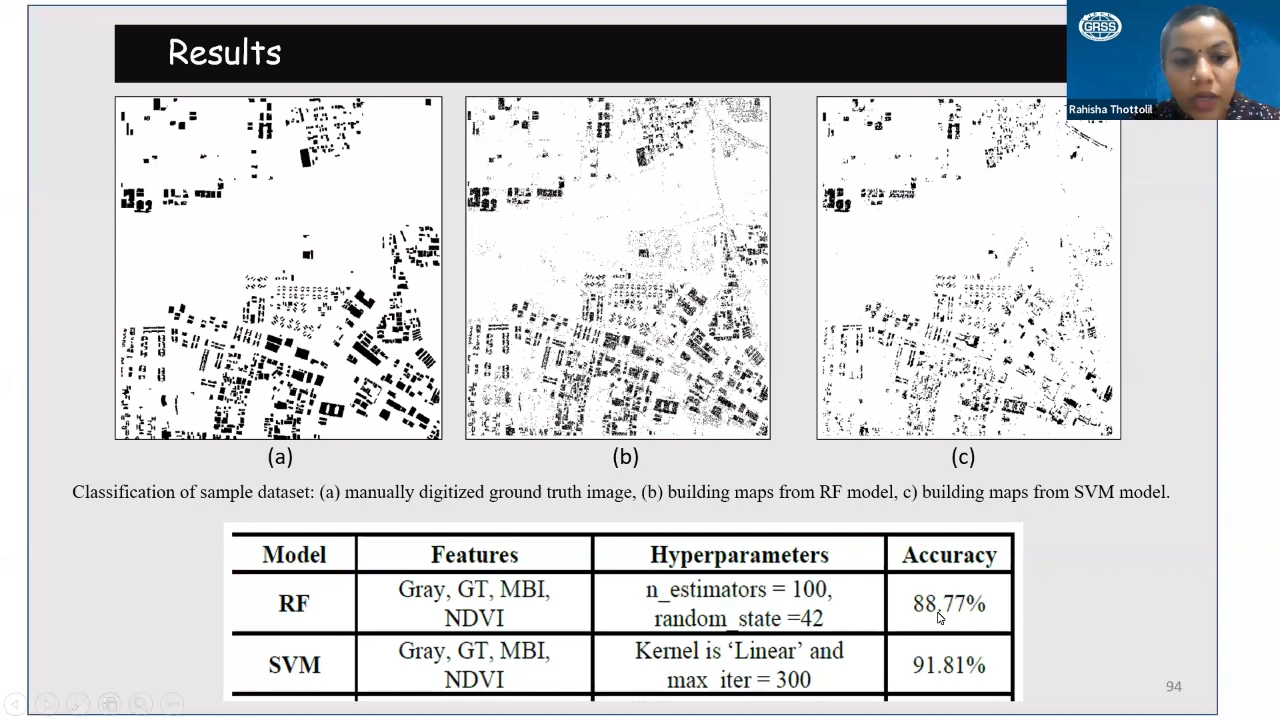 Results
GRSS
Rahisha Thottolil
(a)
(b)
(c)
Classification of sample dataset: (a) manually digitized ground truth image, (b) building maps from RF model, c) building maps from SVM model.
Model Features Hyperparameters Accuracy
RF Gray, GT, MBI, NDVI n_estimators = 100, random_state =42 88.77%
SVM Gray, GT, MBI, NDVI Kernel is ‘Linear’ and max_iter = 300 91.81%
94